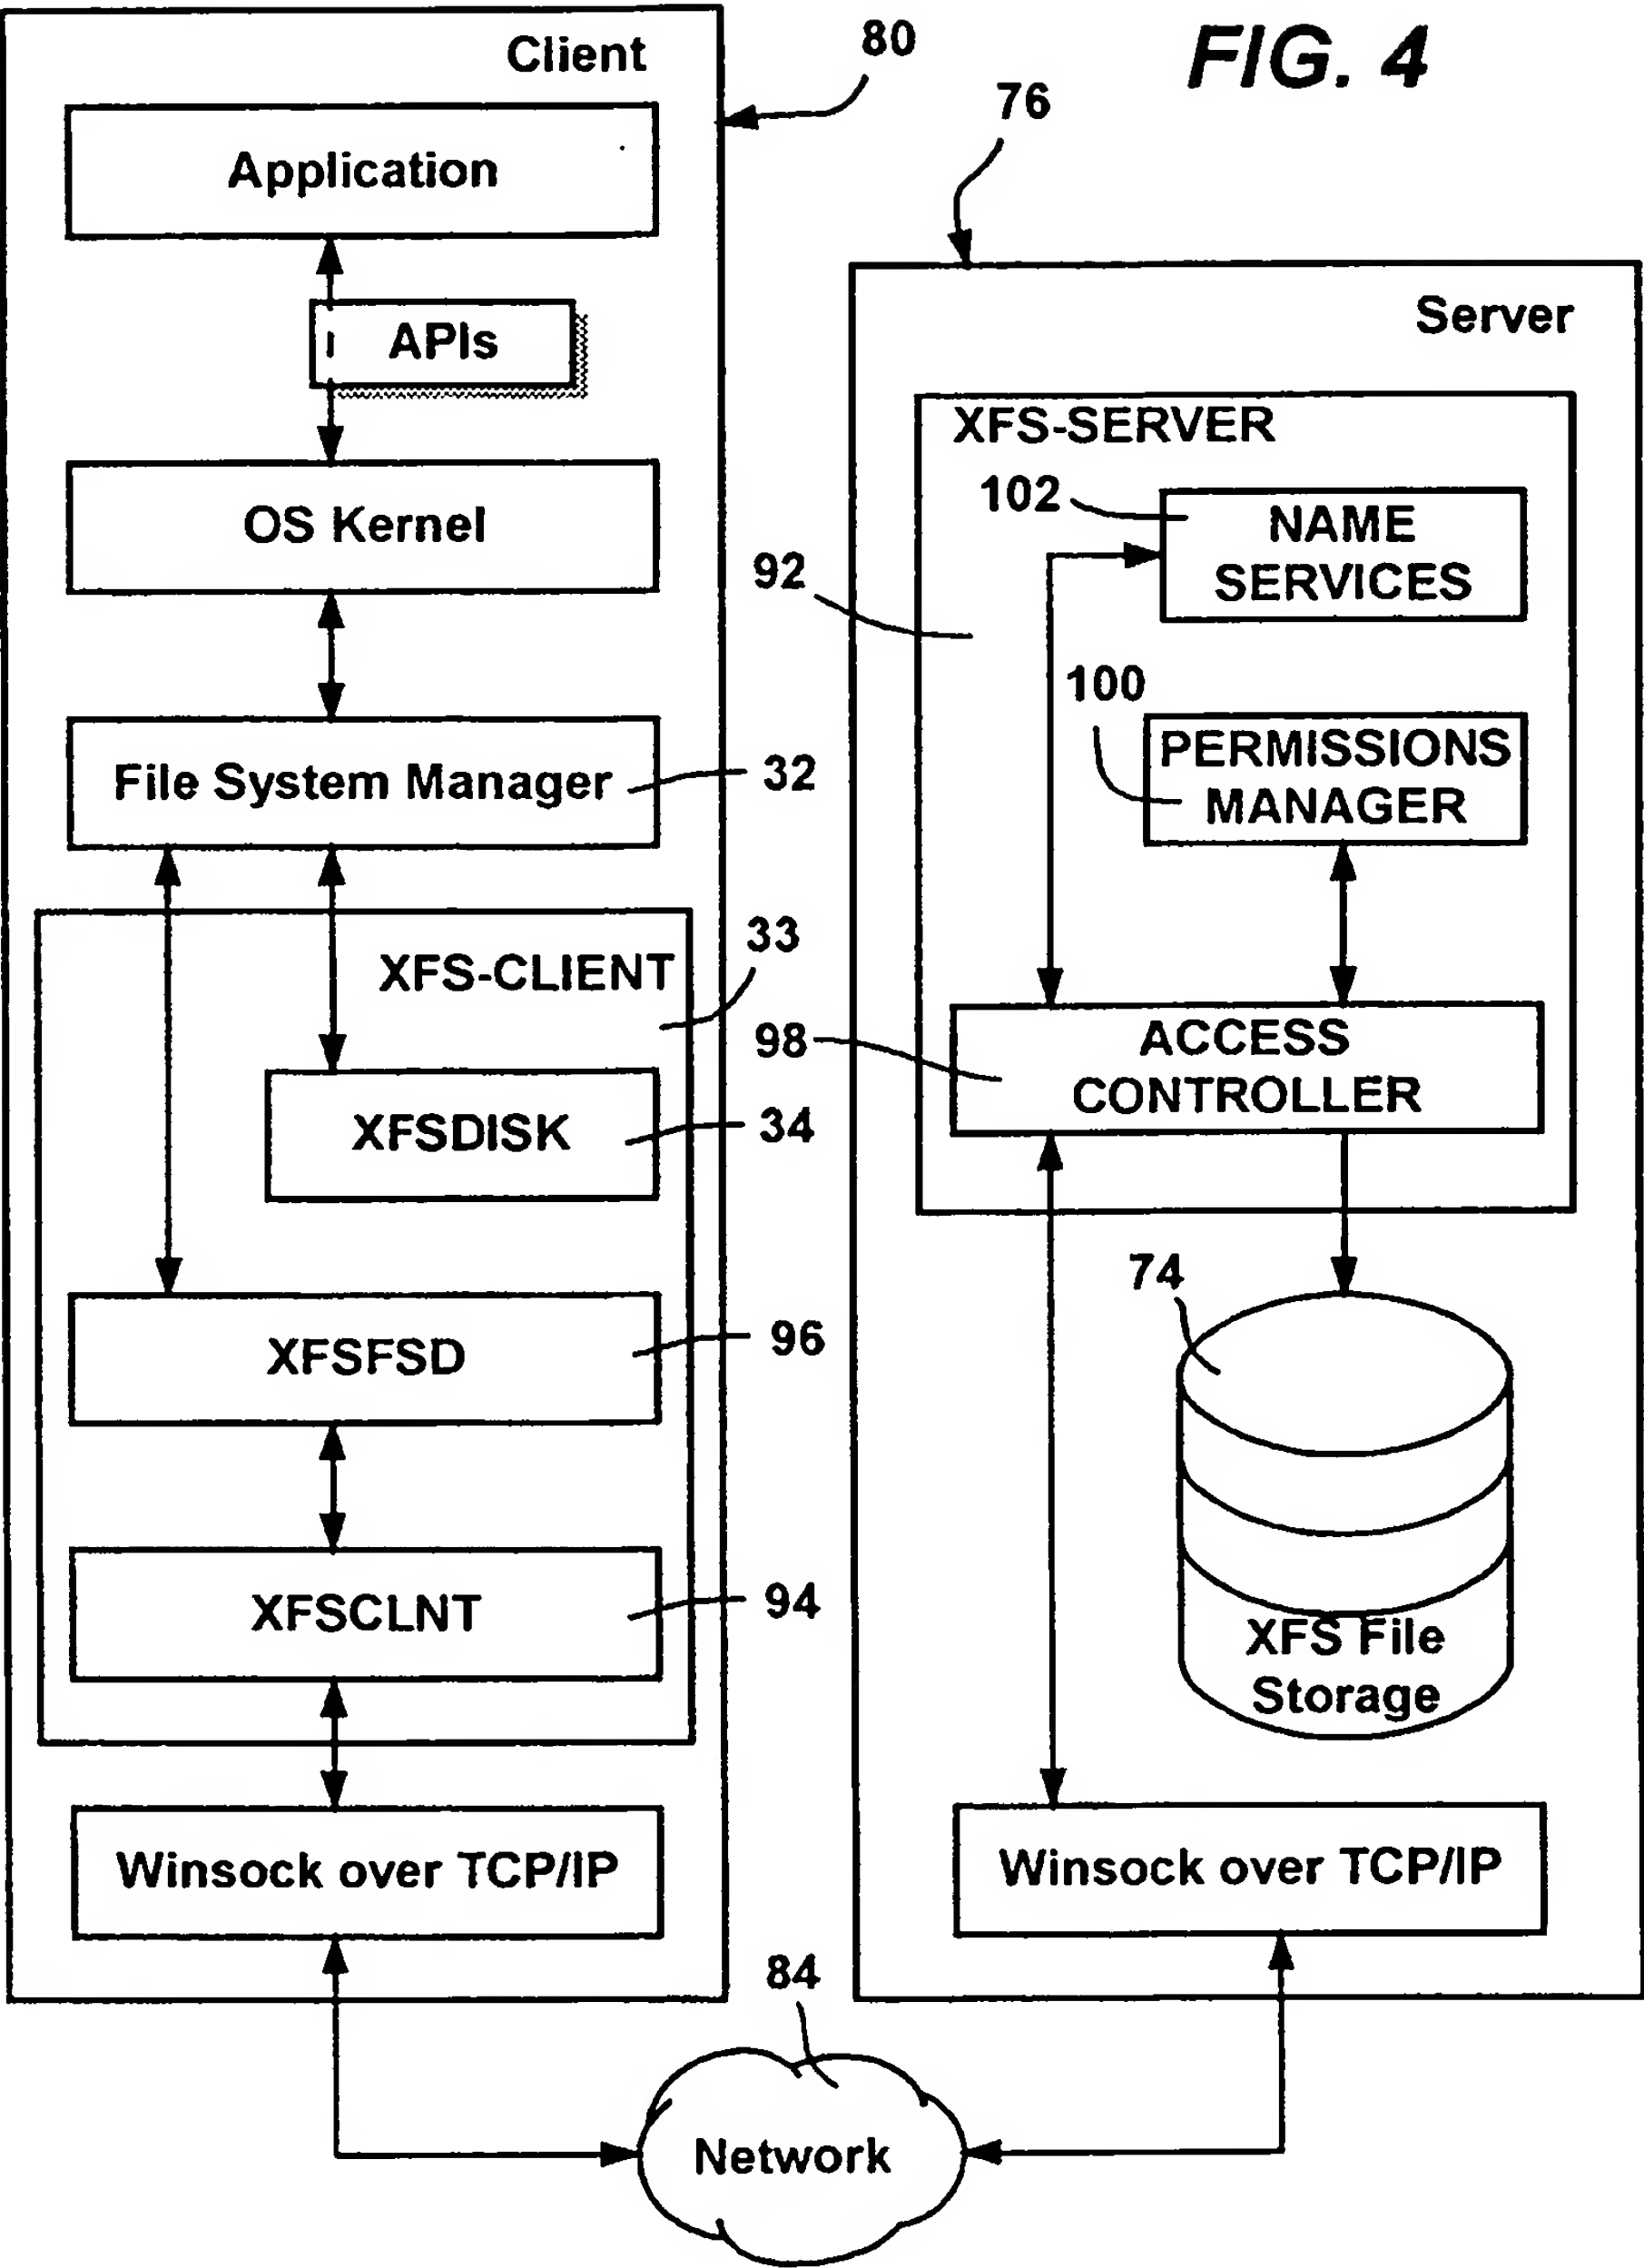 FIG. 4
Client
80
Application
APIs
OS Kernel
File System Manager
32
XFS-CLIENT
33
XFSDISK
34
XFSFSD
96
XFSCLNT
94
Winsock over TCP/IP
76
Server
XFS-SERVER
102
NAME
SERVICES
92
100
PERMISSIONS
MANAGER
98
ACCESS
CONTROLLER
74
XFS File
Storage
Winsock over TCP/IP
84
Network